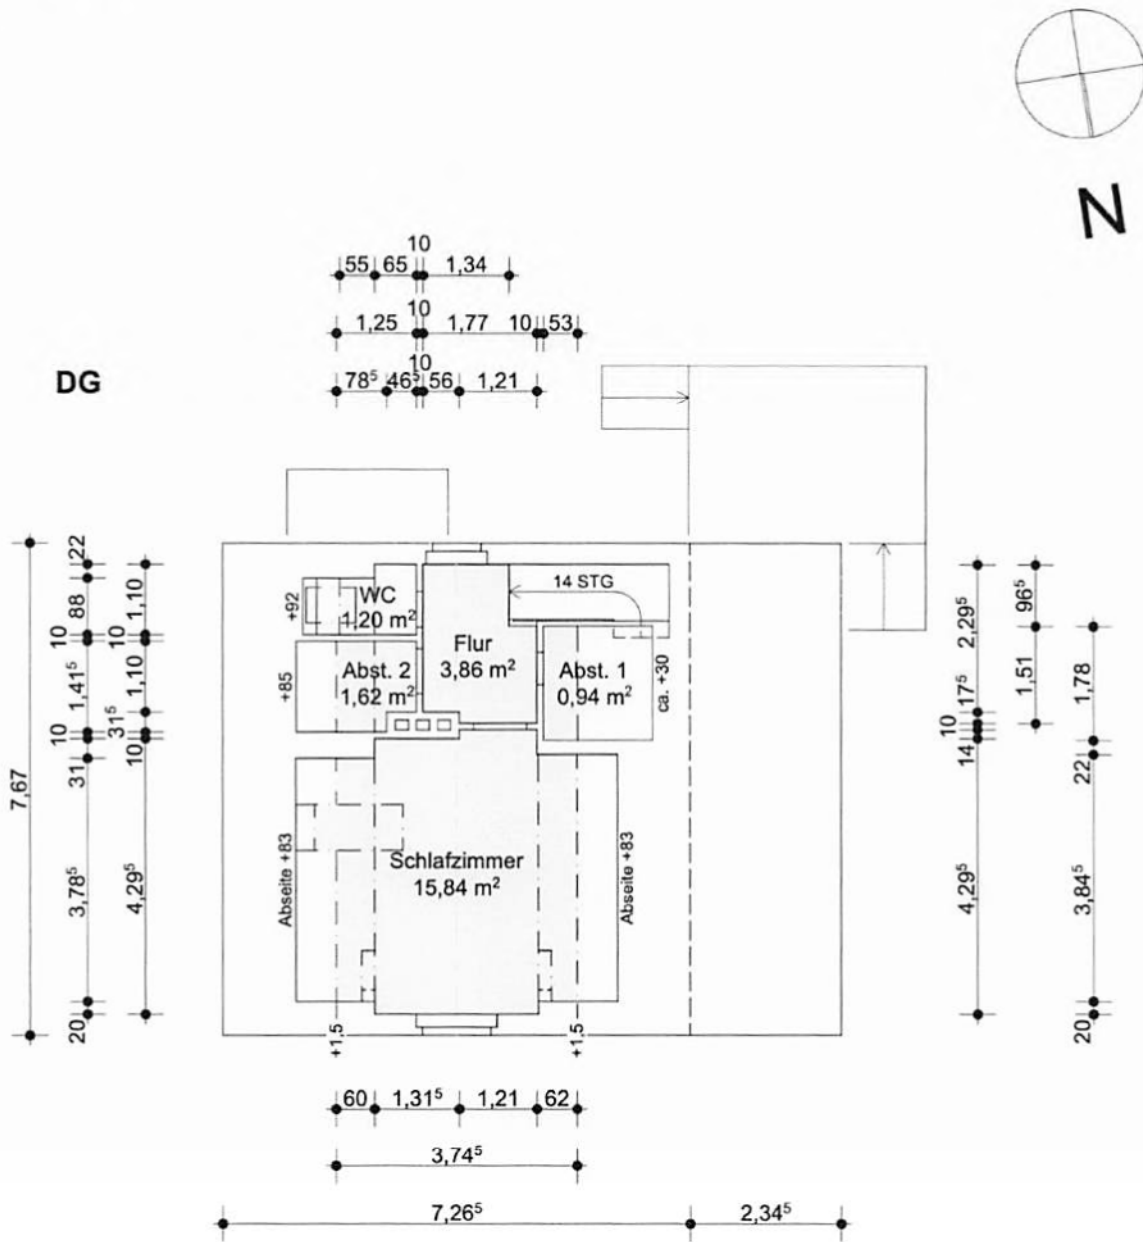 N
10
55 65 1,34
10
1,25 1,77 10 53
10
78⁵ 46⁵ 56 1,21
DG
14 STG
WC
1,20 m²
+92
Flur
3,86 m²
Abst. 2
1,62 m²
+85
Abst. 1
0,94 m²
ca. +30
Schlafzimmer
15,84 m²
Abseite +83
Abseite +83
+1,5
+1,5
7,67
22
88
10
1,41⁵
10
31
3,78⁵
20
1,10
10
1,10
31⁵
10
4,29⁵
2,29⁵
17⁵
10
14
4,29⁵
96⁵
1,51
1,78
22
3,84⁵
20
60 1,31⁵ 1,21 62
3,74⁵
7,26⁵ 2,34⁵